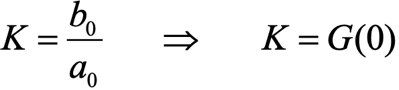 K = b₀/a₀ ⇒ K = G(0)